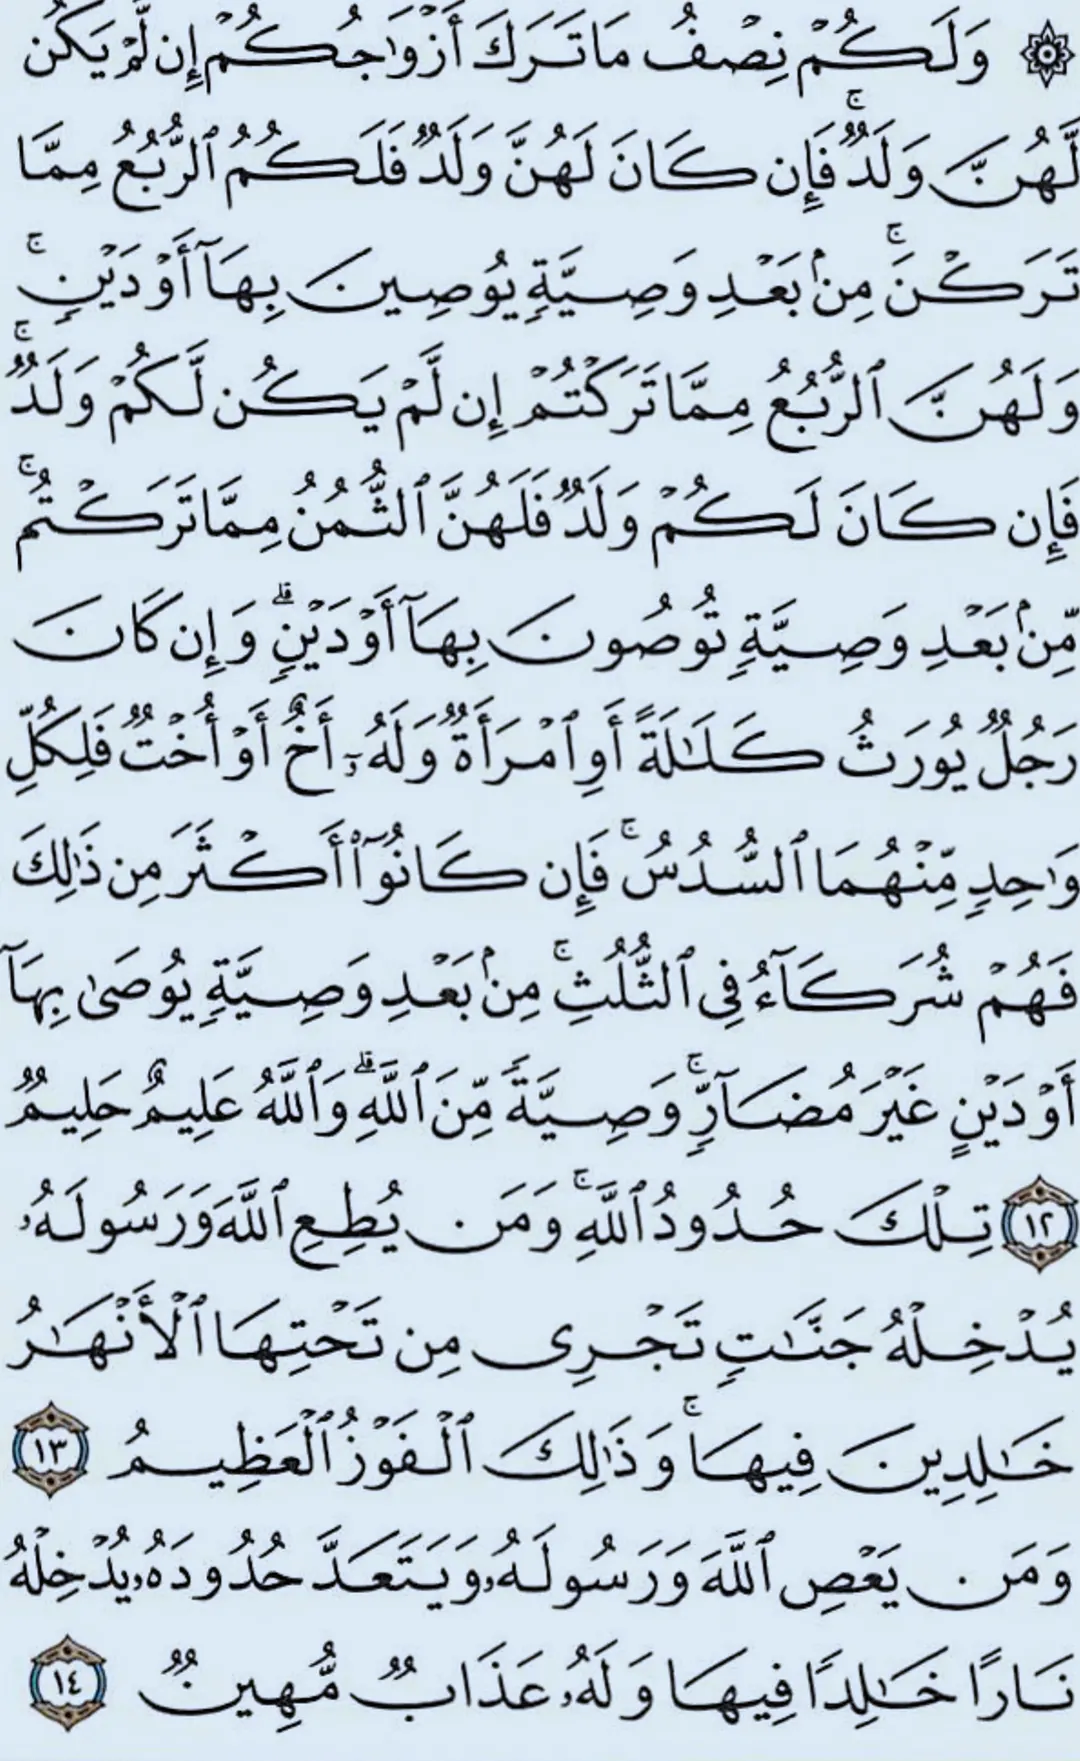 ۞ وَلَكُمۡ نِصۡفُ مَا تَرَكَ أَزۡوَٰجُكُمۡ إِن لَّمۡ يَكُن
لَّهُنَّ وَلَدٞۚ فَإِن كَانَ لَهُنَّ وَلَدٞ فَلَكُمُ ٱلرُّبُعُ مِمَّا
تَرَكۡنَۚ مِنۢ بَعۡدِ وَصِيَّةٖ يُوصِينَ بِهَآ أَوۡ دَيۡنٖۚ
وَلَهُنَّ ٱلرُّبُعُ مِمَّا تَرَكۡتُمۡ إِن لَّمۡ يَكُن لَّكُمۡ وَلَدٞۚ
فَإِن كَانَ لَكُمۡ وَلَدٞ فَلَهُنَّ ٱلثُّمُنُ مِمَّا تَرَكۡتُمۚ
مِّنۢ بَعۡدِ وَصِيَّةٖ تُوصُونَ بِهَآ أَوۡ دَيۡنٖۗ وَإِن كَانَ
رَجُلٞ يُورَثُ كَلَٰلَةً أَوِ ٱمۡرَأَةٞ وَلَهُۥٓ أَخٌ أَوۡ أُخۡتٞ فَلِكُلِّ
وَٰحِدٖ مِّنۡهُمَا ٱلسُّدُسُۚ فَإِن كَانُوٓاْ أَكۡثَرَ مِن ذَٰلِكَ
فَهُمۡ شُرَكَآءُ فِي ٱلثُّلُثِۚ مِنۢ بَعۡدِ وَصِيَّةٖ يُوصَىٰ بِهَآ
أَوۡ دَيۡنٍ غَيۡرَ مُضَآرّٖۚ وَصِيَّةٗ مِّنَ ٱللَّهِۗ وَٱللَّهُ عَلِيمٌ حَلِيمٞ
١٢ تِلۡكَ حُدُودُ ٱللَّهِۚ وَمَن يُطِعِ ٱللَّهَ وَرَسُولَهُۥ
يُدۡخِلۡهُ جَنَّٰتٖ تَجۡرِي مِن تَحۡتِهَا ٱلۡأَنۡهَٰرُ
خَٰلِدِينَ فِيهَاۚ وَذَٰلِكَ ٱلۡفَوۡزُ ٱلۡعَظِيمُ ١٣
وَمَن يَعۡصِ ٱللَّهَ وَرَسُولَهُۥ وَيَتَعَدَّ حُدُودَهُۥ يُدۡخِلۡهُ
نَارًا خَٰلِدٗا فِيهَا وَلَهُۥ عَذَابٞ مُّهِينٞ ١٤